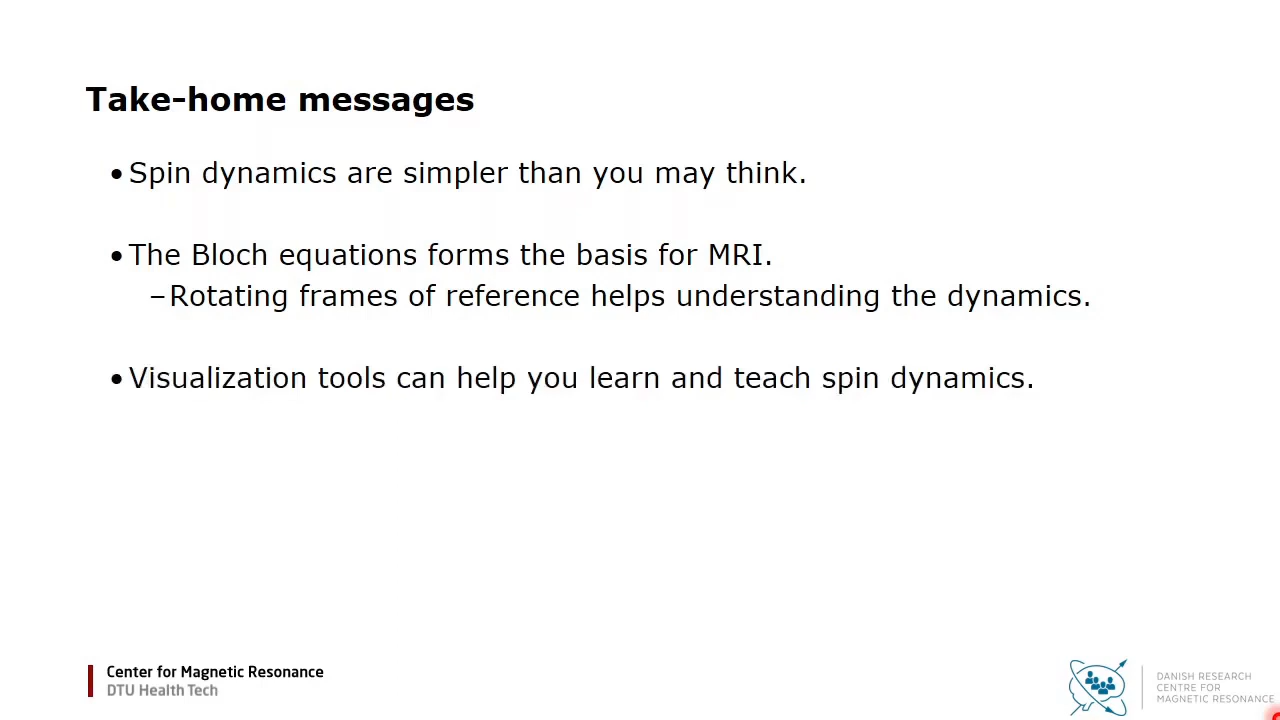 Take-home messages
•Spin dynamics are simpler than you may think.
•The Bloch equations forms the basis for MRI.
–Rotating frames of reference helps understanding the dynamics.
•Visualization tools can help you learn and teach spin dynamics.
Center for Magnetic Resonance
DTU Health Tech
DANISH RESEARCH
CENTRE FOR
MAGNETIC RESONANCE